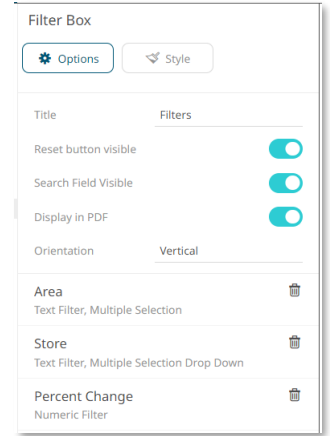 Filter Box
Options Style
Title Filters
Reset button visible
Search Field Visible
Display in PDF
Orientation Vertical
Area
Text Filter, Multiple Selection
Store
Text Filter, Multiple Selection Drop Down
Percent Change
Numeric Filter